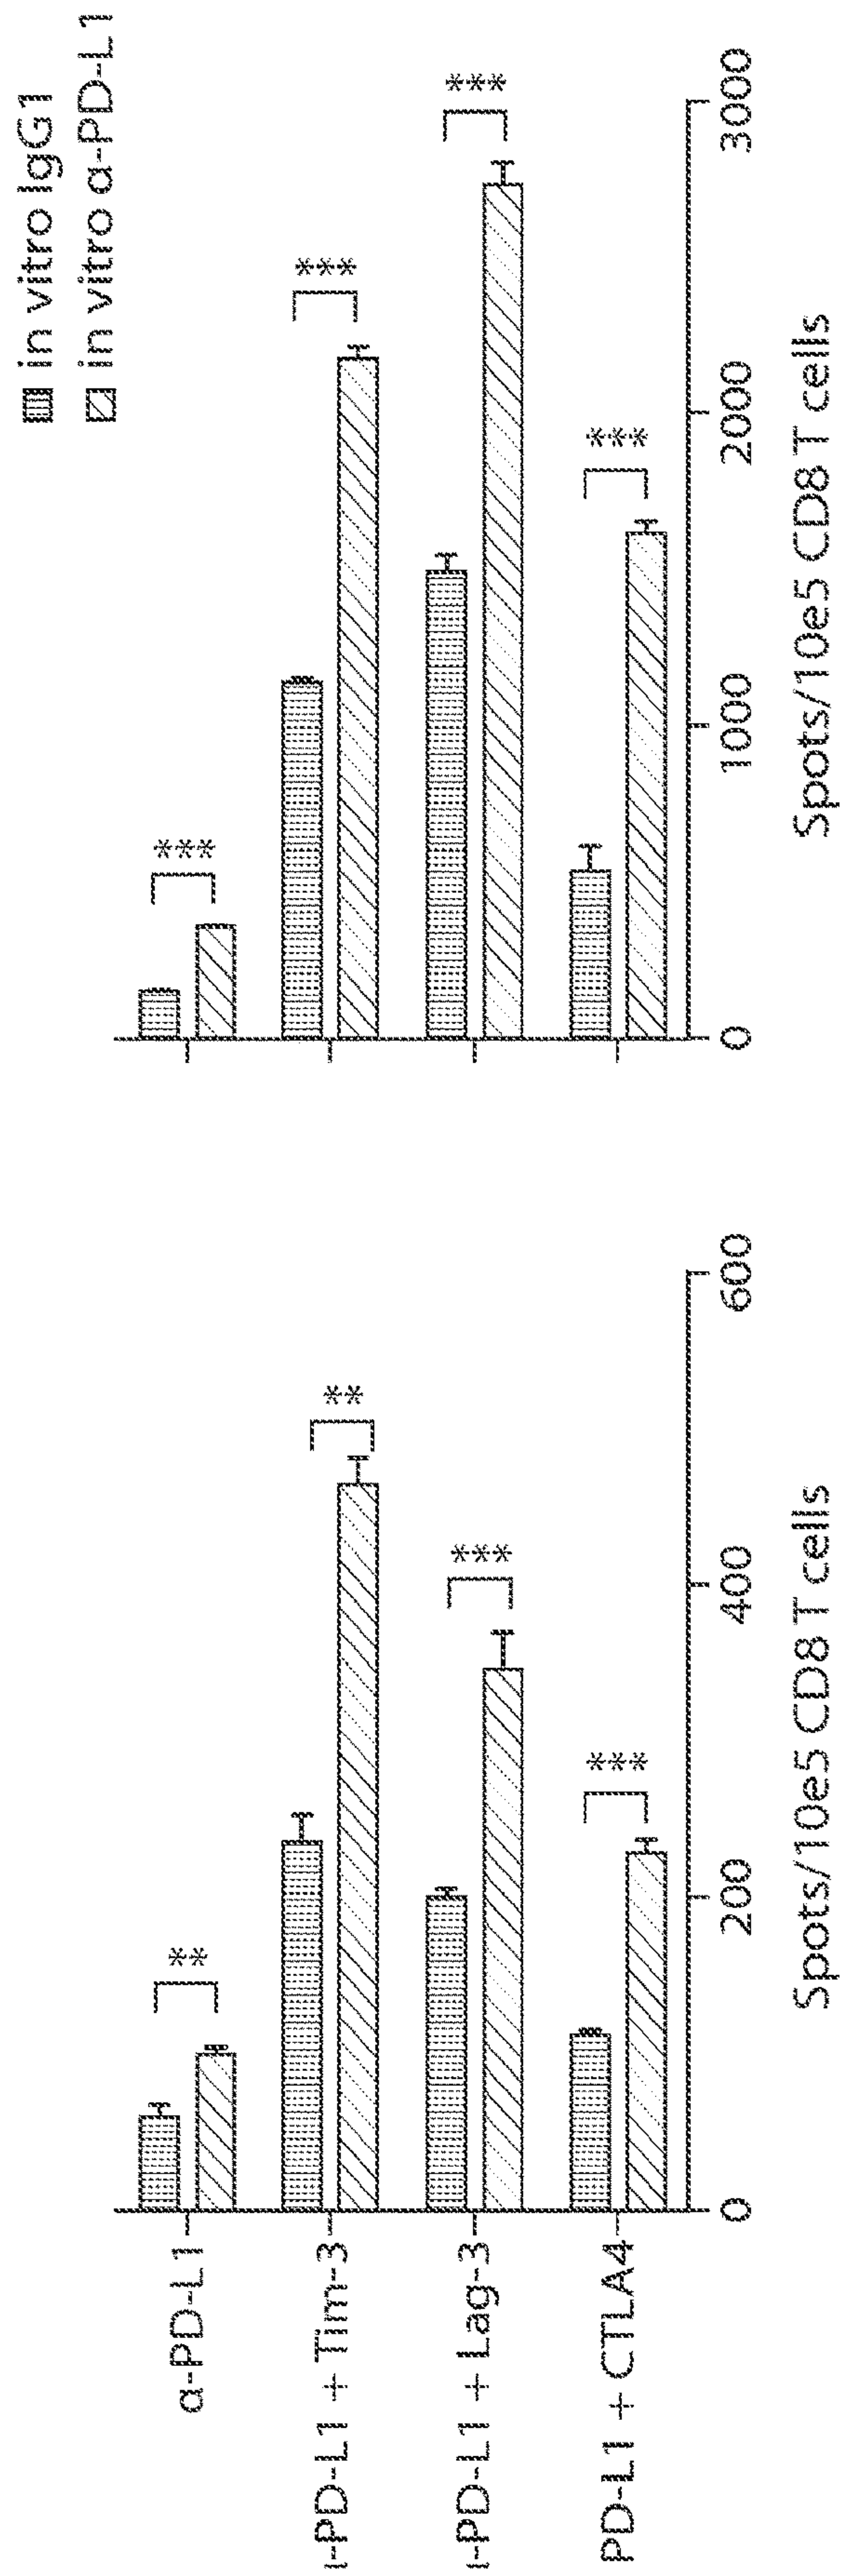 in vitro IgG1
in vitro α-PD-L1
α-PD-L1
-PD-L1 + Tim-3
-PD-L1 + Lag-3
PD-L1 + CTLA4
**
**
***
***
0
200
400
600
Spots/10e5 CD8 T cells
***
***
***
***
0
1000
2000
3000
Spots/10e5 CD8 T cells